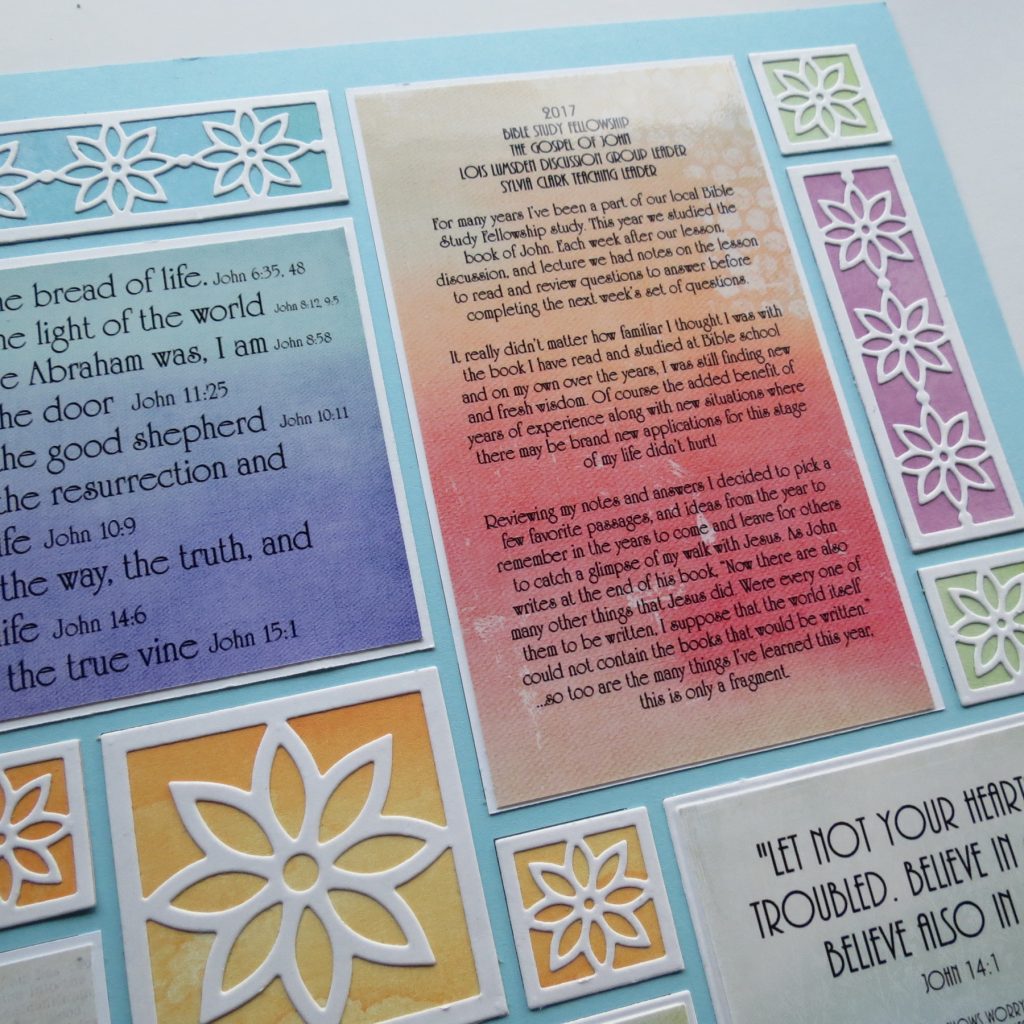 he bread of life. John 6:35, 48
he light of the world John 8:12, 9:5
e Abraham was, I am John 8:58
he door John 11:25
he good shepherd John 10:11
the resurrection and
ife John 10:9
the way, the truth, and
life John 14:6
the true vine John 15:1
2017
BIBLE STUDY FELLOWSHIP
THE GOSPEL OF JOHN
LOIS LUMSDEN DISCUSSION GROUP LEADER
SYLVIA CLARK TEACHING LEADER
For many years I've been a part of our local Bible
Study Fellowship study. This year we studied the
book of John. Each week after our lesson,
discussion, and lecture we had notes on the lesson
to read and review questions to answer before
completing the next week's set of questions.
It really didn't matter how familiar I thought I was with
the book I have read and studied at Bible school
and on my own over the years, I was still finding new
and fresh wisdom. Of course the added benefit of
years of experience along with new situations where
there may be brand new applications for this stage
of my life didn't hurt!
Reviewing my notes and answers I decided to pick a
few favorite passages, and ideas from the year to
remember in the years to come and leave for others
to catch a glimpse of my walk with Jesus. As John
writes at the end of his book, "Now there are also
many other things that Jesus did. Were every one of
them to be written, I suppose that the world itself
could not contain the books that would be written."
...so too are the many things I've learned this year,
this is only a fragment.
"LET NOT YOUR HEART
TROUBLED. BELIEVE IN
BELIEVE ALSO IN
JOHN 14:1
OWS WORRY